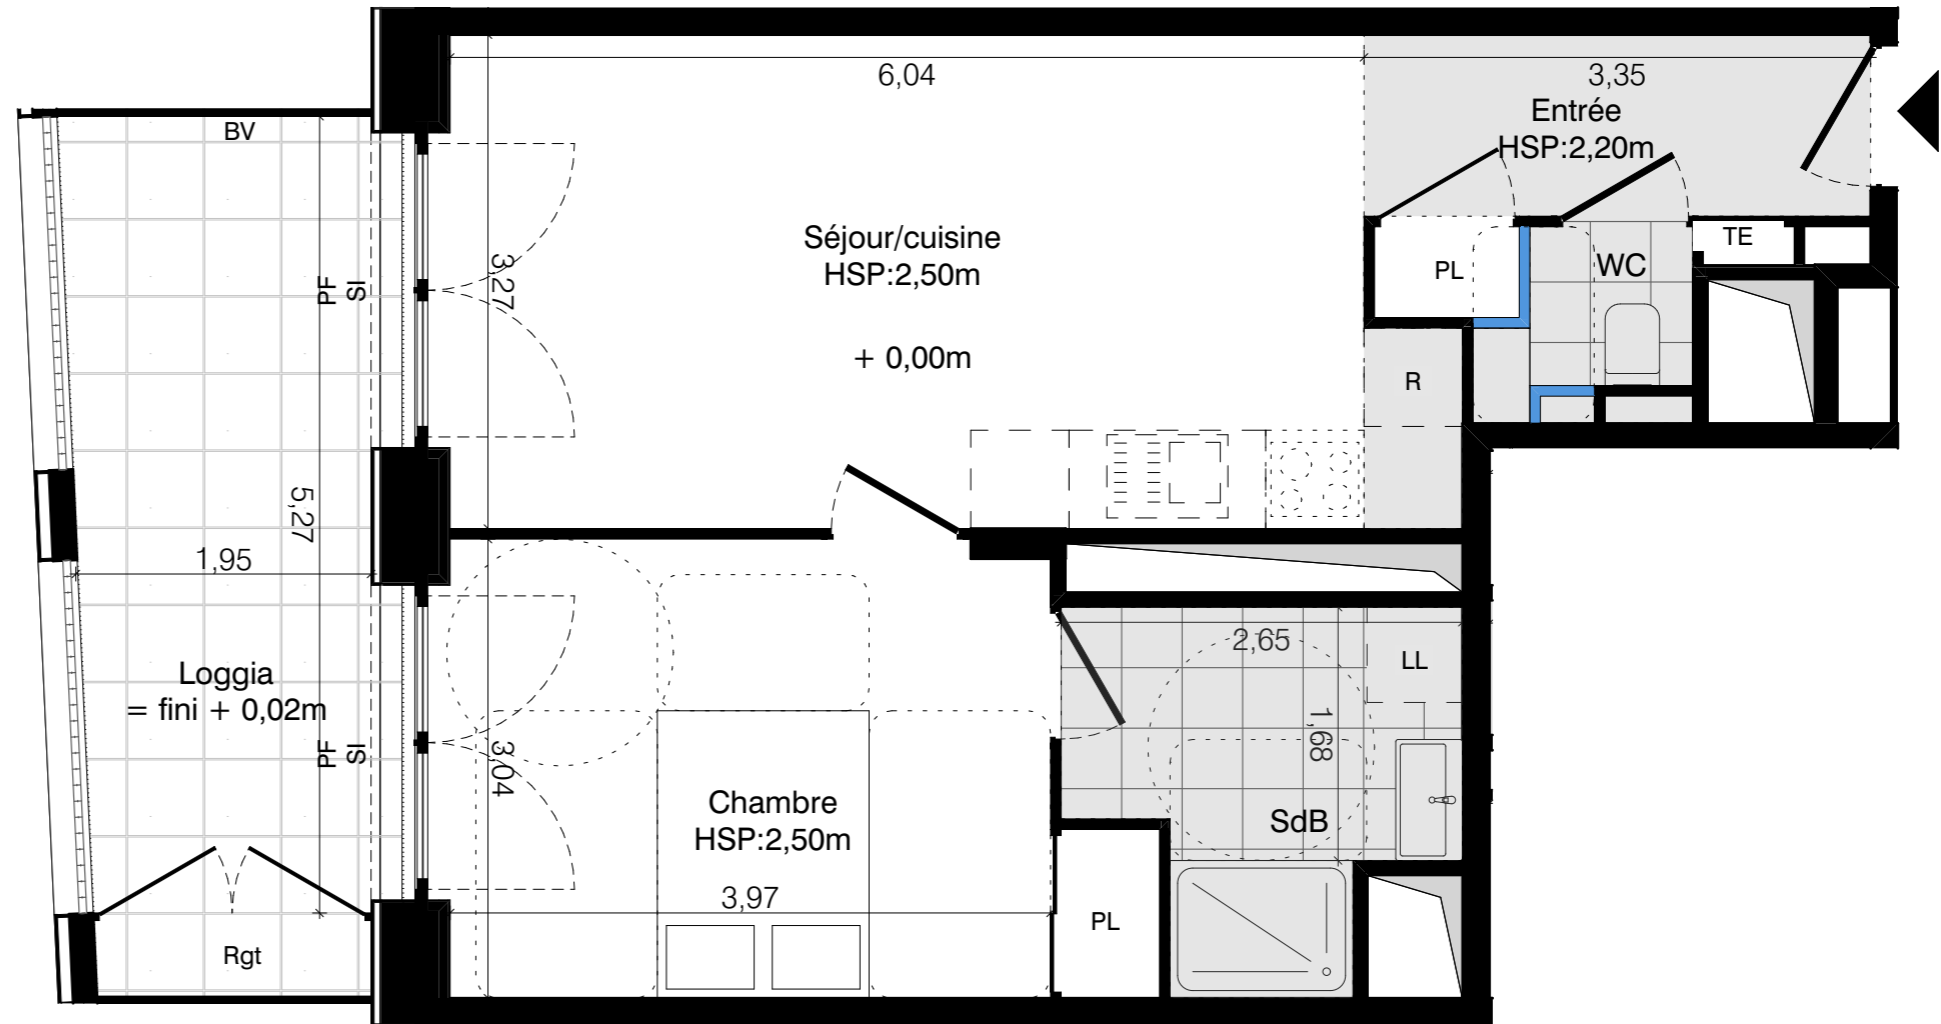 6,04
3,35
Entrée
HSP:2,20m
BV
Séjour/cuisine
HSP:2,50m
+ 0,00m
3,27
PF
SI
PL
WC
TE
R
5,27
1,95
Loggia
= fini + 0,02m
PF
SI
3,04
Chambre
HSP:2,50m
3,97
2,65
LL
1,68
SdB
PL
Rgt